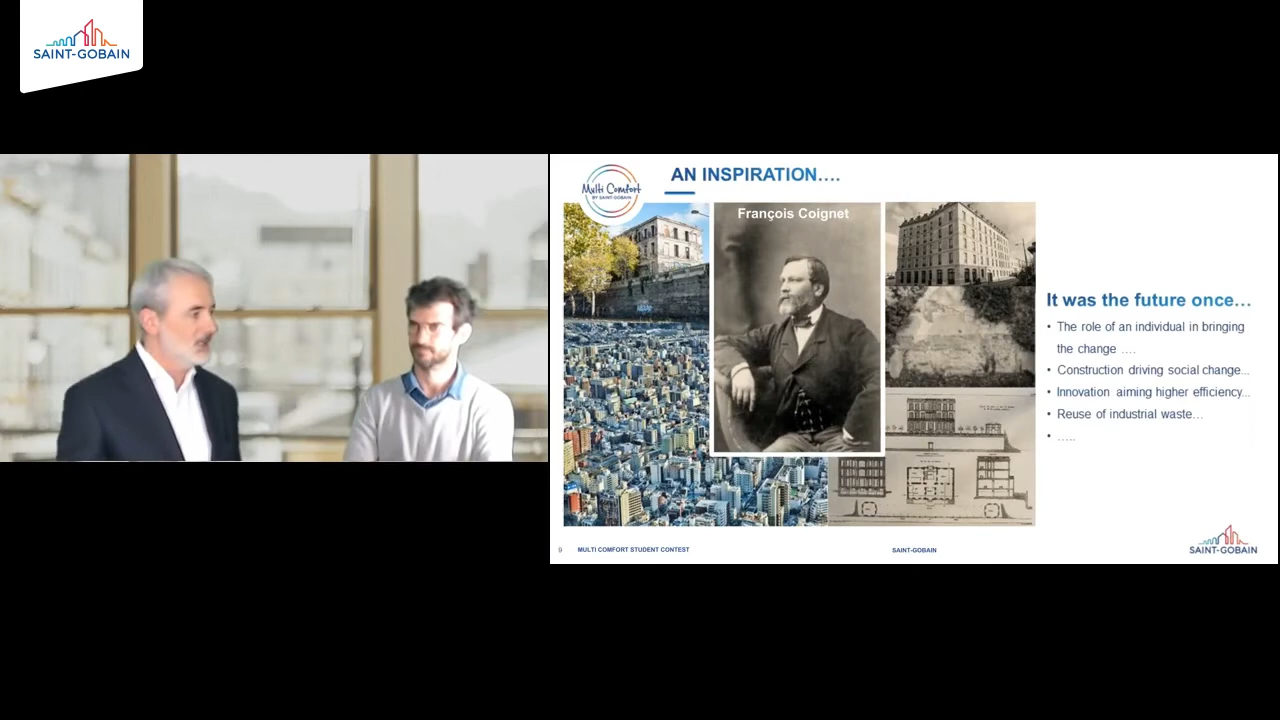 SAINT-GOBAIN
Multi Comfort
BY SAINT-GOBAIN
AN INSPIRATION....
François Coignet
It was the future once…
• The role of an individual in bringing
the change ….
• Construction driving social change...
• Innovation aiming higher efficiency...
• Reuse of industrial waste…
• …..
9 MULTI COMFORT STUDENT CONTEST
SAINT-GOBAIN
SAINT-GOBAIN